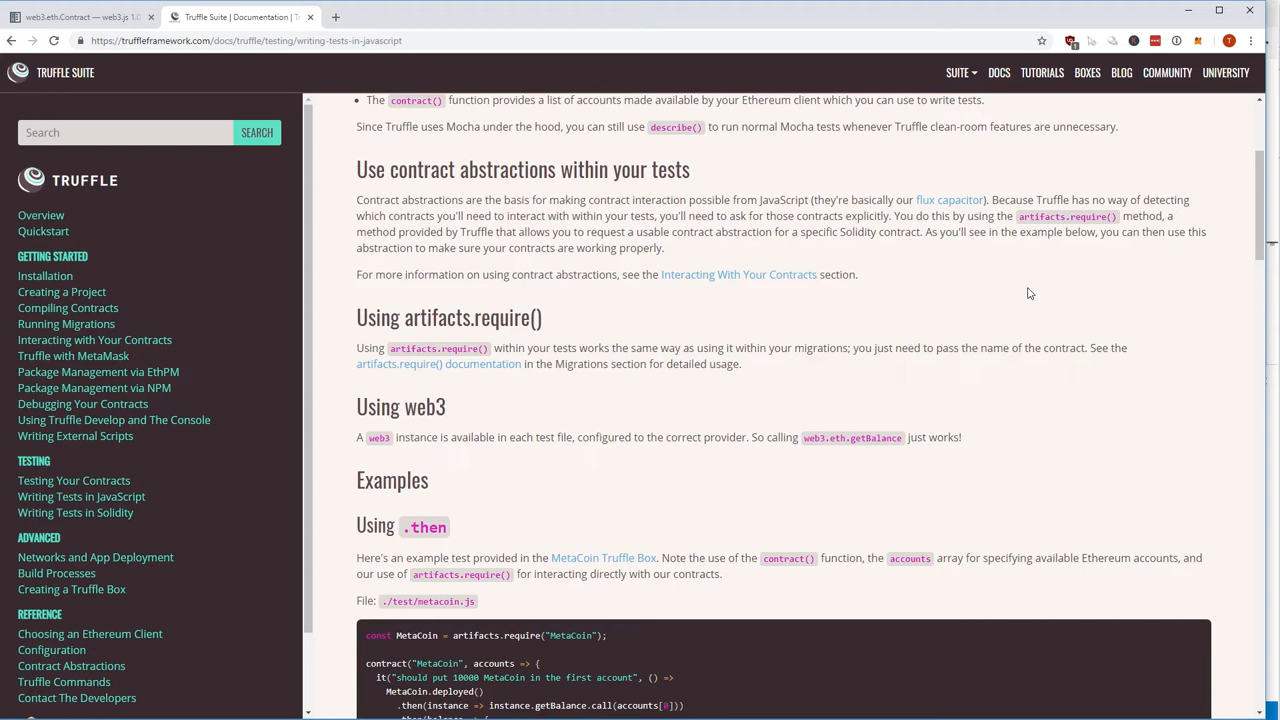 web3.eth.Contract — web3.js 1.0
Truffle Suite | Documentation | T
https://truffleframework.com/docs/truffle/testing/writing-tests-in-javascript
TRUFFLE SUITE
SUITE
DOCS
TUTORIALS
BOXES
BLOG
COMMUNITY
UNIVERSITY
Search
SEARCH
TRUFFLE
Overview
Quickstart
GETTING STARTED
Installation
Creating a Project
Compiling Contracts
Running Migrations
Interacting with Your Contracts
Truffle with MetaMask
Package Management via EthPM
Package Management via NPM
Debugging Your Contracts
Using Truffle Develop and The Console
Writing External Scripts
TESTING
Testing Your Contracts
Writing Tests in JavaScript
Writing Tests in Solidity
ADVANCED
Networks and App Deployment
Build Processes
Creating a Truffle Box
REFERENCE
Choosing an Ethereum Client
Configuration
Contract Abstractions
Truffle Commands
Contact The Developers
• The contract() function provides a list of accounts made available by your Ethereum client which you can use to write tests.
Since Truffle uses Mocha under the hood, you can still use describe() to run normal Mocha tests whenever Truffle clean-room features are unnecessary.
Use contract abstractions within your tests
Contract abstractions are the basis for making contract interaction possible from JavaScript (they're basically our flux capacitor). Because Truffle has no way of detecting
which contracts you'll need to interact with within your tests, you'll need to ask for those contracts explicitly. You do this by using the artifacts.require() method, a
method provided by Truffle that allows you to request a usable contract abstraction for a specific Solidity contract. As you'll see in the example below, you can then use this
abstraction to make sure your contracts are working properly.
For more information on using contract abstractions, see the Interacting With Your Contracts section.
Using artifacts.require()
Using artifacts.require() within your tests works the same way as using it within your migrations; you just need to pass the name of the contract. See the
artifacts.require() documentation in the Migrations section for detailed usage.
Using web3
A web3 instance is available in each test file, configured to the correct provider. So calling web3.eth.getBalance just works!
Examples
Using .then
Here's an example test provided in the MetaCoin Truffle Box. Note the use of the contract() function, the accounts array for specifying available Ethereum accounts, and
our use of artifacts.require() for interacting directly with our contracts.
File: ./test/metacoin.js
const MetaCoin = artifacts.require("MetaCoin");
contract("MetaCoin", accounts => {
it("should put 10000 MetaCoin in the first account", () =>
MetaCoin.deployed()
.then(instance => instance.getBalance.call(accounts[0]))
.then(balance => {